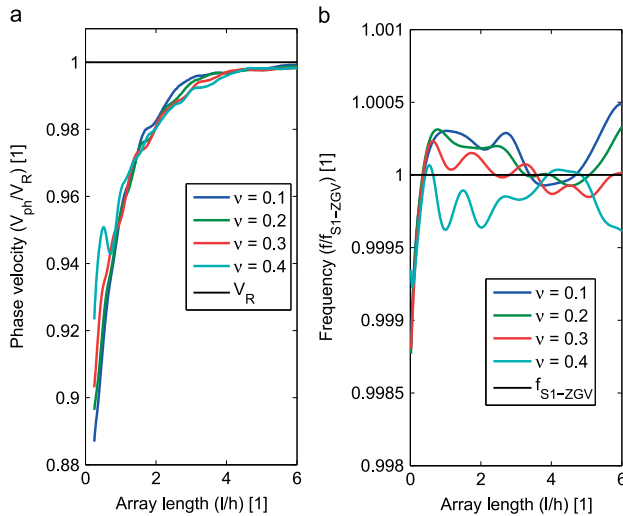 a
b
Phase velocity (V_ph/V_R) [1]
1
0.98
0.96
0.94
0.92
0.9
0.88
ν = 0.1
ν = 0.2
ν = 0.3
ν = 0.4
V_R
0
2
4
6
Array length (l/h) [1]
Frequency (f/f_S1−ZGV) [1]
1.001
1.0005
1
0.9995
0.999
0.9985
0.998
ν = 0.1
ν = 0.2
ν = 0.3
ν = 0.4
f_S1−ZGV
0
2
4
6
Array length (l/h) [1]